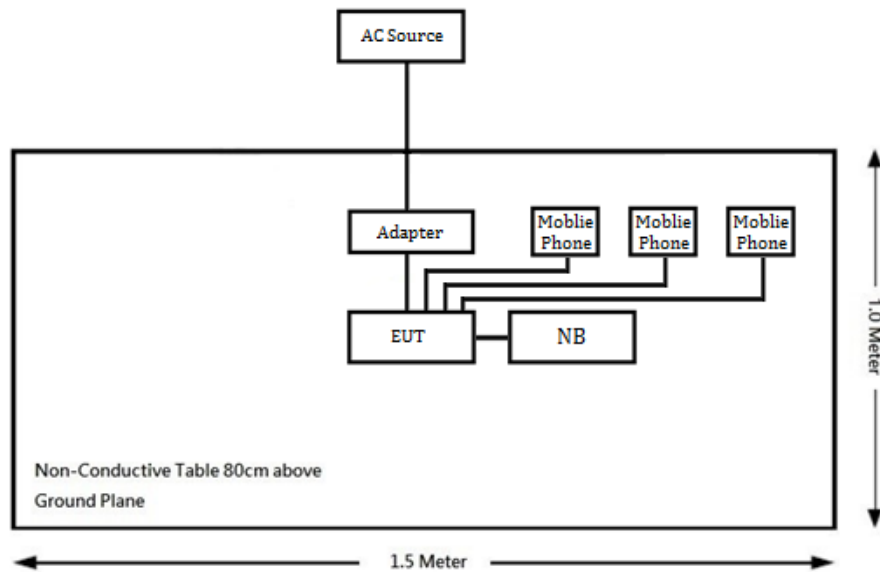 AC Source
Adapter
Moblie
Phone
Moblie
Phone
Moblie
Phone
EUT
NB
1.0 Meter
Non-Conductive Table 80cm above
Ground Plane
1.5 Meter